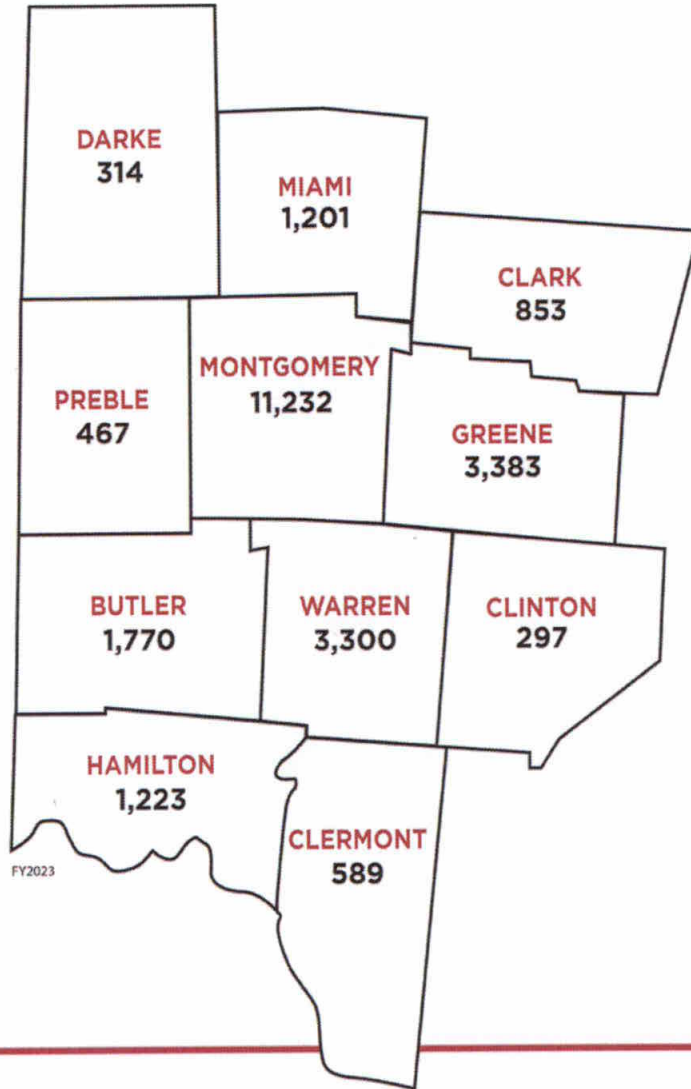 DARKE
314
MIAMI
1,201
CLARK
853
PREBLE
467
MONTGOMERY
11,232
GREENE
3,383
BUTLER
1,770
WARREN
3,300
CLINTON
297
HAMILTON
1,223
CLERMONT
589
FY2023